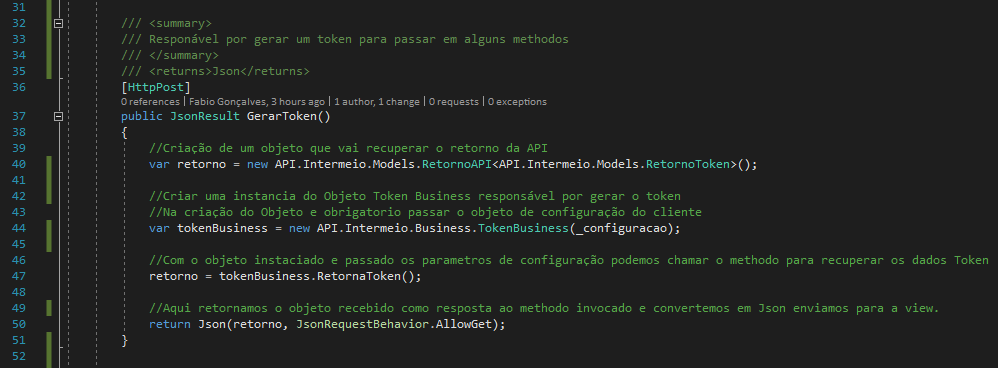 31
32 /// <summary>
33 /// Responável por gerar um token para passar em alguns methodos
34 /// </summary>
35 /// <returns>Json</returns>
36 [HttpPost]
0 references | Fabio Gonçalves, 3 hours ago | 1 author, 1 change | 0 requests | 0 exceptions
37 public JsonResult GerarToken()
38 {
39 //Criação de um objeto que vai recuperar o retorno da API
40 var retorno = new API.Intermeio.Models.RetornoAPI<API.Intermeio.Models.RetornoToken>();
41
42 //Criar uma instancia do Objeto Token Business responsável por gerar o token
43 //Na criação do Objeto e obrigatorio passar o objeto de configuração do cliente
44 var tokenBusiness = new API.Intermeio.Business.TokenBusiness(_configuracao);
45
46 //Com o objeto instaciado e passado os parametros de configuração podemos chamar o methodo para recuperar os dados Token
47 retorno = tokenBusiness.RetornaToken();
48
49 //Aqui retornamos o objeto recebido como resposta ao methodo invocado e convertemos em Json enviamos para a view.
50 return Json(retorno, JsonRequestBehavior.AllowGet);
51 }
52